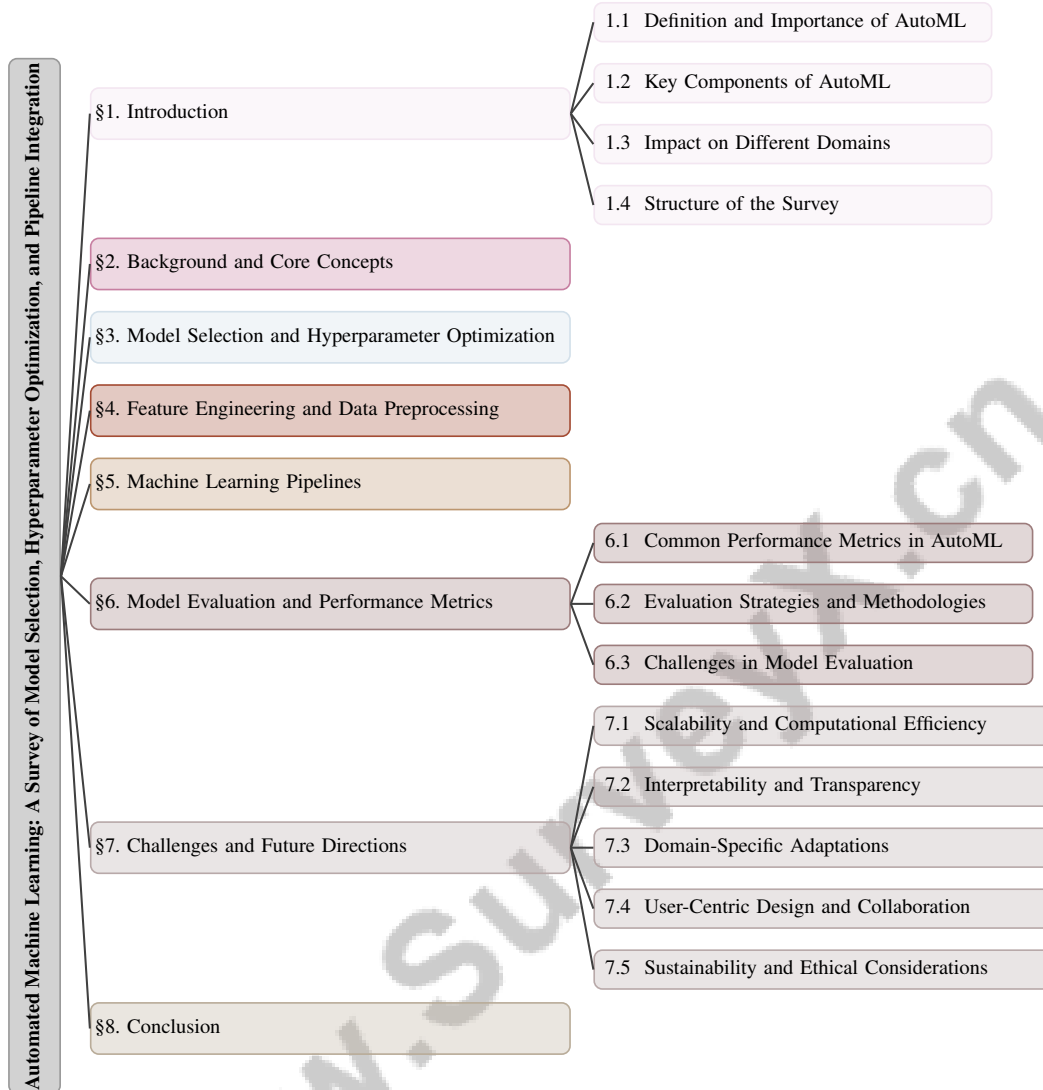 Automated Machine Learning: A Survey of Model Selection, Hyperparameter Optimization, and Pipeline Integration
§1. Introduction
1.1 Definition and Importance of AutoML
1.2 Key Components of AutoML
1.3 Impact on Different Domains
1.4 Structure of the Survey
§2. Background and Core Concepts
§3. Model Selection and Hyperparameter Optimization
§4. Feature Engineering and Data Preprocessing
§5. Machine Learning Pipelines
§6. Model Evaluation and Performance Metrics
6.1 Common Performance Metrics in AutoML
6.2 Evaluation Strategies and Methodologies
6.3 Challenges in Model Evaluation
§7. Challenges and Future Directions
7.1 Scalability and Computational Efficiency
7.2 Interpretability and Transparency
7.3 Domain-Specific Adaptations
7.4 User-Centric Design and Collaboration
7.5 Sustainability and Ethical Considerations
§8. Conclusion
w.SurveyX.cn